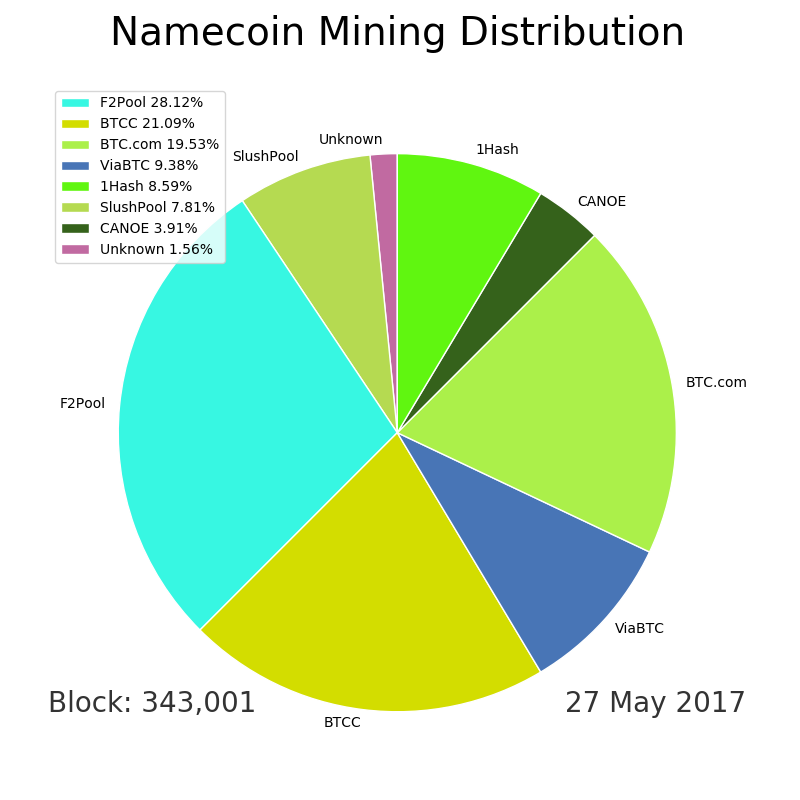 Namecoin Mining Distribution
F2Pool 28.12%
BTCC 21.09%
BTC.com 19.53%
ViaBTC 9.38%
1Hash 8.59%
SlushPool 7.81%
CANOE 3.91%
Unknown 1.56%
Unknown
1Hash
SlushPool
CANOE
BTC.com
F2Pool
ViaBTC
BTCC
Block: 343,001
27 May 2017